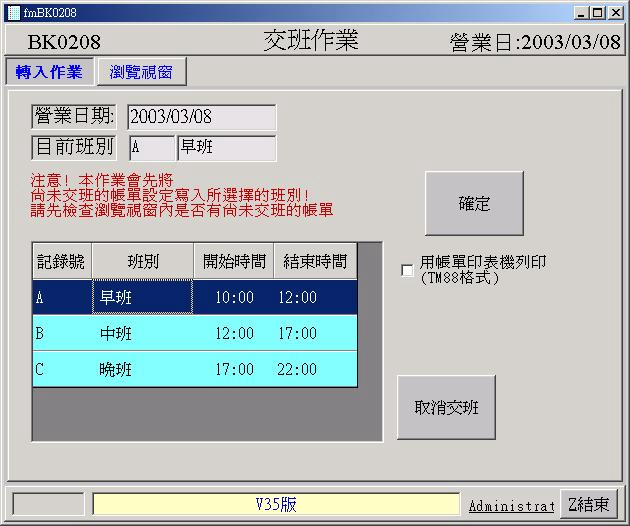 fmBK0208
BK0208 交班作業 營業日:2003/03/08
轉入作業 瀏覽視窗
營業日期: 2003/03/08
目前班別 A 早班
注意! 本作業會先將
尚未交班的帳單設定寫入所選擇的班別!
請先檢查瀏覽視窗內是否有尚未交班的帳單
確定
用帳單印表機列印
(TM88格式)
記錄號 班別 開始時間 結束時間
A 早班 10:00 12:00
B 中班 12:00 17:00
C 晚班 17:00 22:00
取消交班
V35版 Administrat Z結束